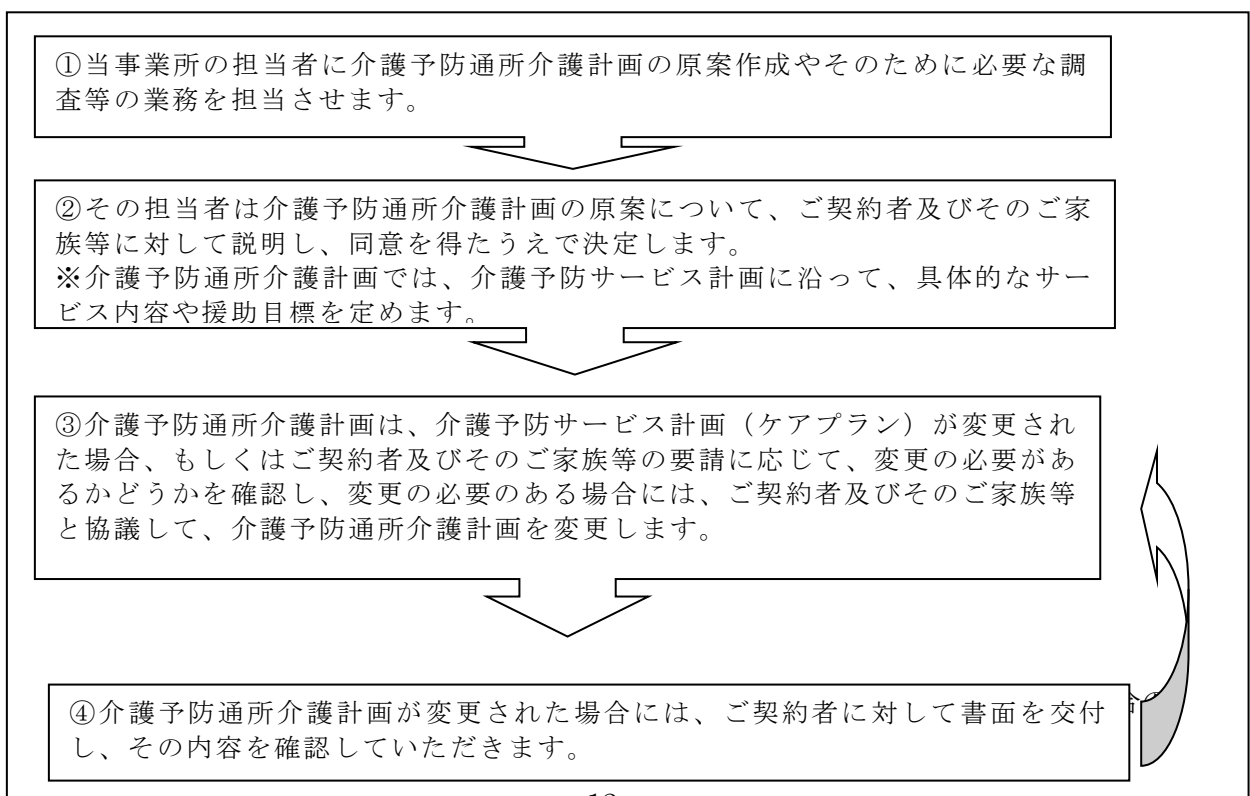 ①当事業所の担当者に介護予防通所介護計画の原案作成やそのために必要な調
査等の業務を担当させます。
②その担当者は介護予防通所介護計画の原案について、ご契約者及びそのご家
族等に対して説明し、同意を得たうえで決定します。
※介護予防通所介護計画では、介護予防サービス計画に沿って、具体的なサー
ビス内容や援助目標を定めます。
③介護予防通所介護計画は、介護予防サービス計画（ケアプラン）が変更され
た場合、もしくはご契約者及びそのご家族等の要請に応じて、変更の必要があ
るかどうかを確認し、変更の必要のある場合には、ご契約者及びそのご家族等
と協議して、介護予防通所介護計画を変更します。
④介護予防通所介護計画が変更された場合には、ご契約者に対して書面を交付
し、その内容を確認していただきます。